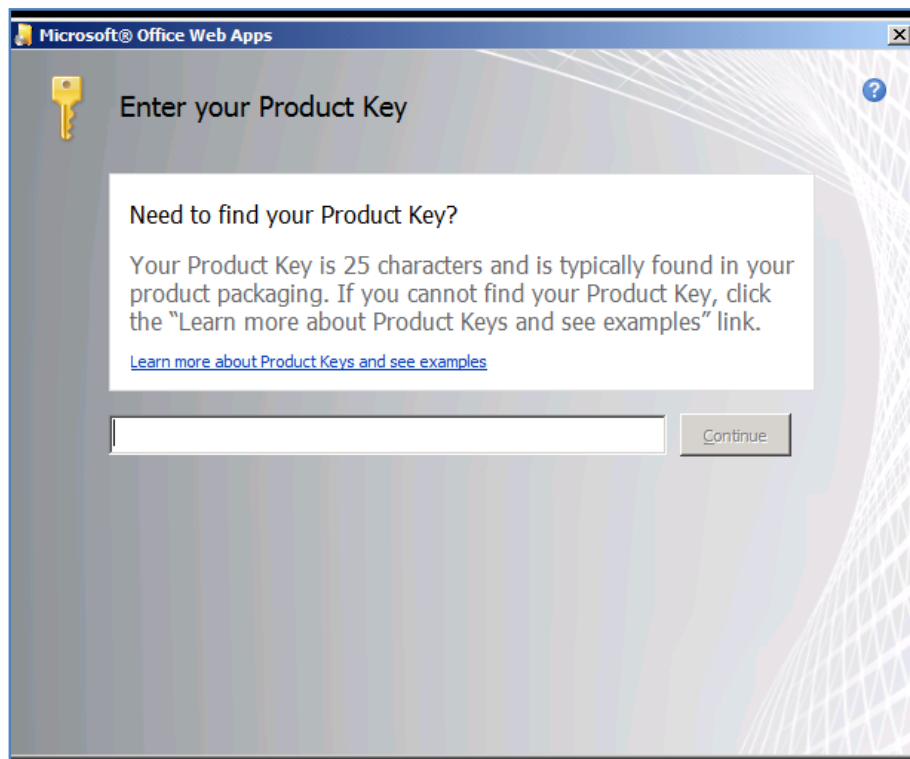 Microsoft® Office Web Apps
Enter your Product Key
Need to find your Product Key?
Your Product Key is 25 characters and is typically found in your
product packaging. If you cannot find your Product Key, click
the “Learn more about Product Keys and see examples” link.
Learn more about Product Keys and see examples
Continue